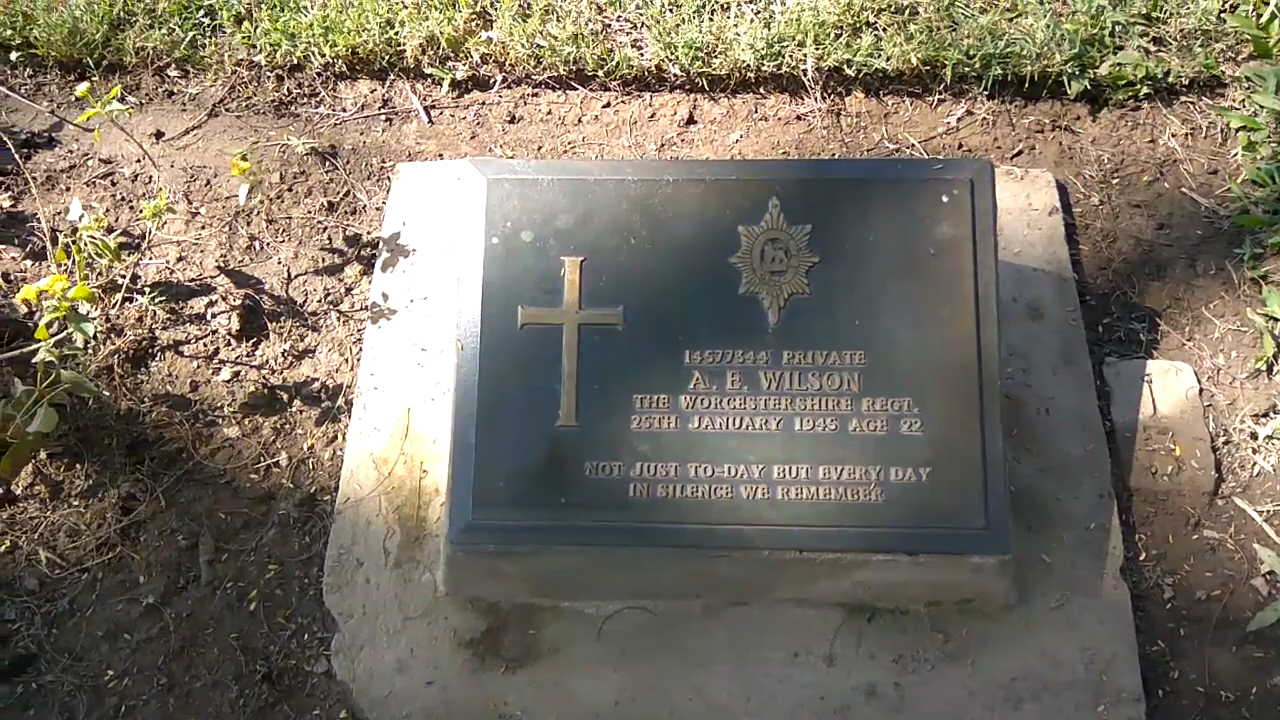 14577344 PRIVATE
A. E. WILSON
THE WORCESTERSHIRE REGT.
25TH JANUARY 1945 AGE 22
NOT JUST TO-DAY BUT EVERY DAY
IN SILENCE WE REMEMBER